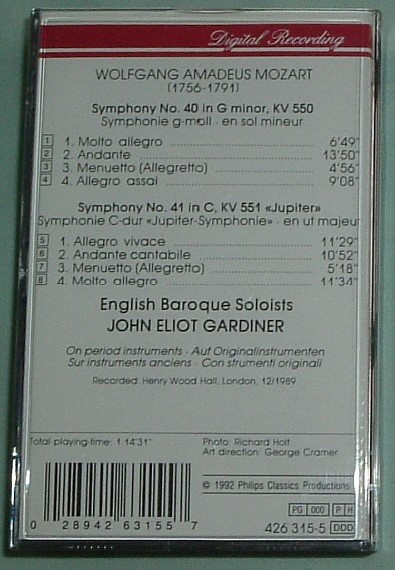 Digital Recording
WOLFGANG AMADEUS MOZART
(1756-1791)
Symphony No. 40 in G minor, KV 550
Symphonie g-moll · en sol mineur
1 1. Molto allegro 6'49"
2 2. Andante 13'50"
3 3. Menuetto (Allegretto) 4'56"
4 4. Allegro assai 9'08"
Symphony No. 41 in C, KV 551 «Jupiter»
Symphonie C-dur «Jupiter-Symphonie» · en ut majeur
5 1. Allegro vivace 11'29"
6 2. Andante cantabile 10'52"
7 3. Menuetto (Allegretto) 5'18"
8 4. Molto allegro 11'34"
English Baroque Soloists
JOHN ELIOT GARDINER
On period instruments · Auf Originalinstrumenten
Sur instruments anciens · Con strumenti originali
Recorded: Henry Wood Hall, London, 12/1989
Total playing-time: 1.14'31"
Photo: Richard Holt
Art direction: George Cramer
© 1992 Philips Classics Productions
PG 000 P H
0 28942 63155 7
426 315-5 DDD